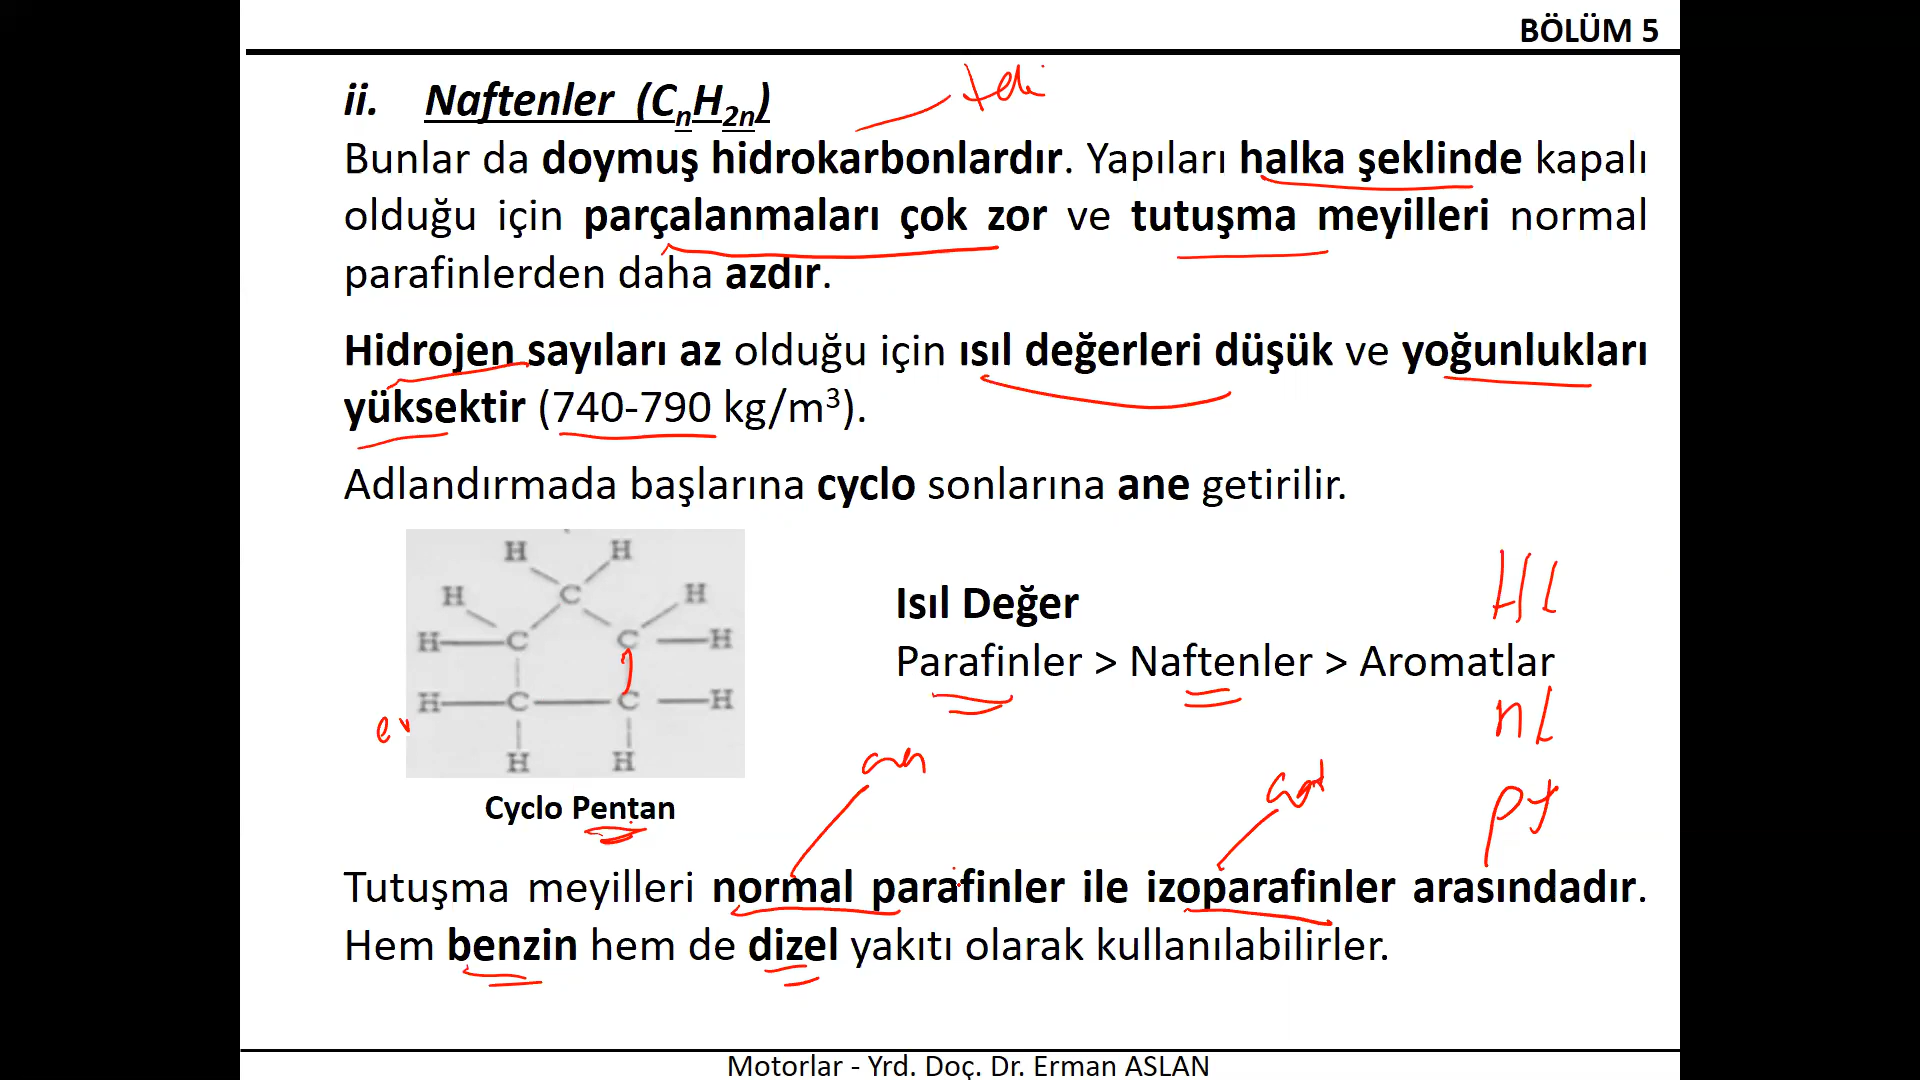 BÖLÜM 5
ii. Naftenler (CnH2n)
Bunlar da doymuş hidrokarbonlardır. Yapıları halka şeklinde kapalı
olduğu için parçalanmaları çok zor ve tutuşma meyilleri normal
parafinlerden daha azdır.
Hidrojen sayıları az olduğu için ısıl değerleri düşük ve yoğunlukları
yüksektir (740-790 kg/m³).
Adlandırmada başlarına cyclo sonlarına ane getirilir.
H H
H C H
H C C H
H C C H
H H
Cyclo Pentan
Isıl Değer
Parafinler > Naftenler > Aromatlar
Tutuşma meyilleri normal parafinler ile izoparafinler arasındadır.
Hem benzin hem de dizel yakıtı olarak kullanılabilirler.
Motorlar - Yrd. Doç. Dr. Erman ASLAN